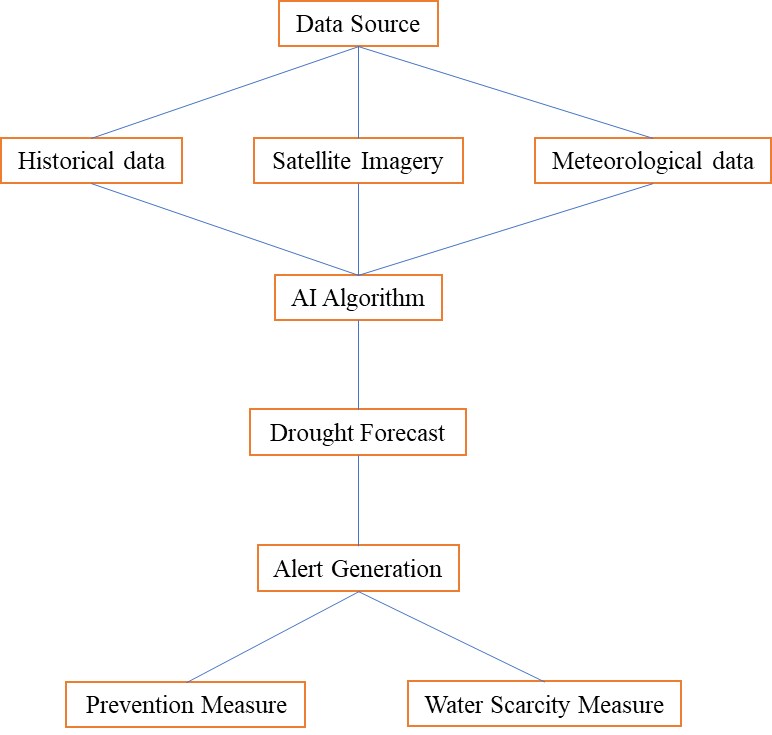 Data Source
Historical data
Satellite Imagery
Meteorological data
AI Algorithm
Drought Forecast
Alert Generation
Prevention Measure
Water Scarcity Measure